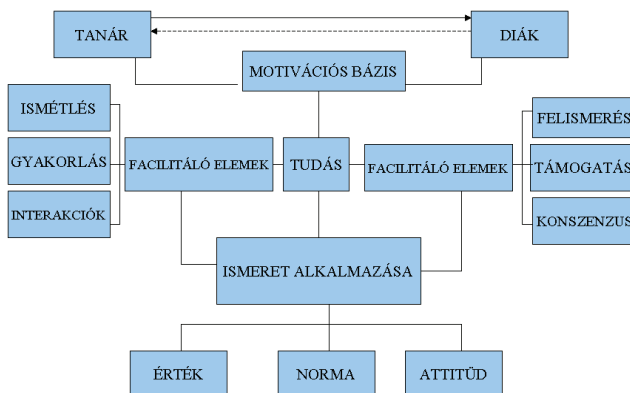 TANÁR
DIÁK
MOTIVÁCIÓS BÁZIS
ISMÉTLÉS
GYAKORLÁS
INTERAKCIÓK
FACILITÁLÓ ELEMEK
TUDÁS
FACILITÁLÓ ELEMEK
FELISMERÉS
TÁMOGATÁS
KONSZENZUS
ISMERET ALKALMAZÁSA
ÉRTÉK
NORMA
ATTITÜD